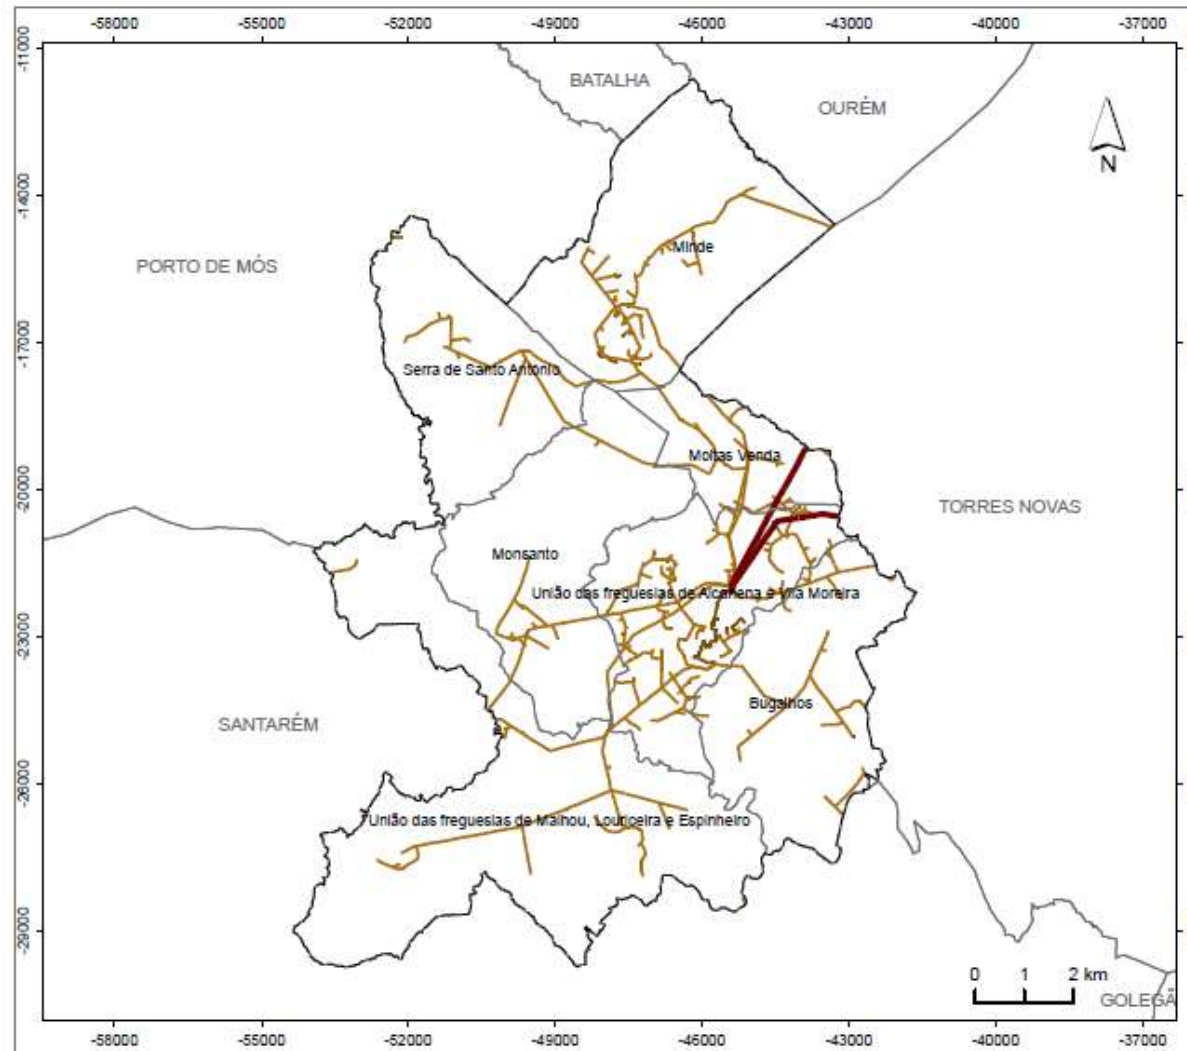 -58000 -55000 -52000 -49000 -46000 -43000 -40000 -37000
-11000
BATALHA
OURÉM
N
-14000
Minde
PORTO DE MÓS
-17000
Serra de Santo António
Moitas Venda
-20000
TORRES NOVAS
Monsanto
União das freguesias de Alcanena e Vila Moreira
-23000
Bugalhos
SANTARÉM
-26000
União das freguesias de Malhou, Louriceira e Espinheiro
-29000
0 1 2 km
GOLEGÃ
-58000 -55000 -52000 -49000 -46000 -43000 -40000 -37000